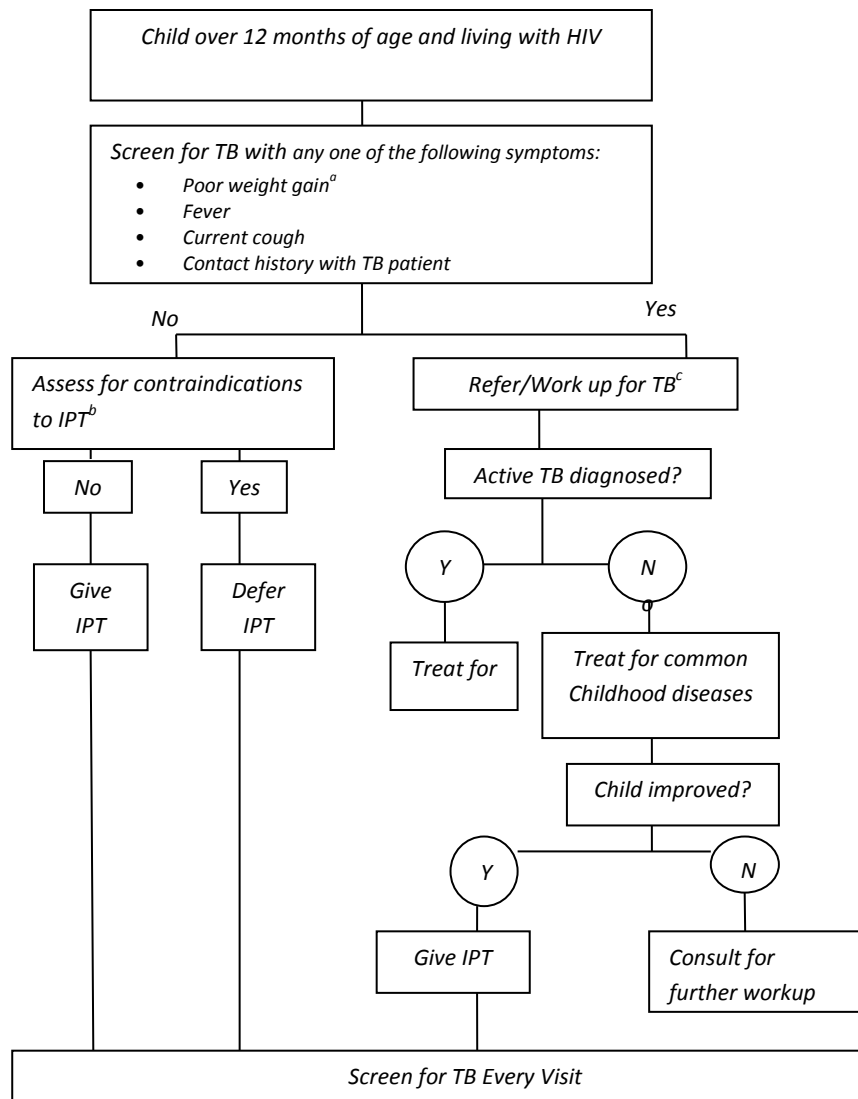 Child over 12 months of age and living with HIV
Screen for TB with any one of the following symptoms:
• Poor weight gainᵃ
• Fever
• Current cough
• Contact history with TB patient
No
Yes
Assess for contraindications
to IPTᵇ
Refer/Work up for TBᶜ
No
Yes
Active TB diagnosed?
Give
IPT
Defer
IPT
Y
N
o
Treat for
Treat for common
Childhood diseases
Child improved?
Y
N
Give IPT
Consult for
further workup
Screen for TB Every Visit